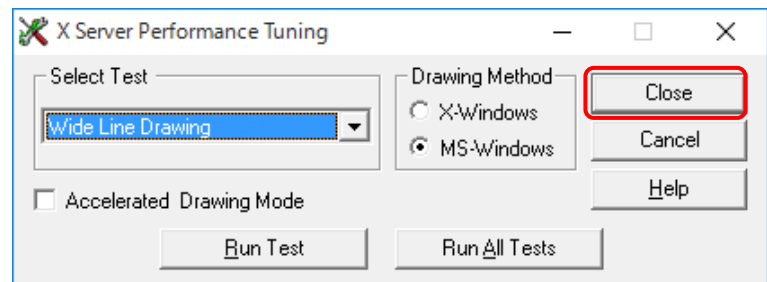 X Server Performance Tuning
Select Test
Wide Line Drawing
Accelerated Drawing Mode
Drawing Method
X-Windows
MS-Windows
Close
Cancel
Help
Run Test
Run All Tests